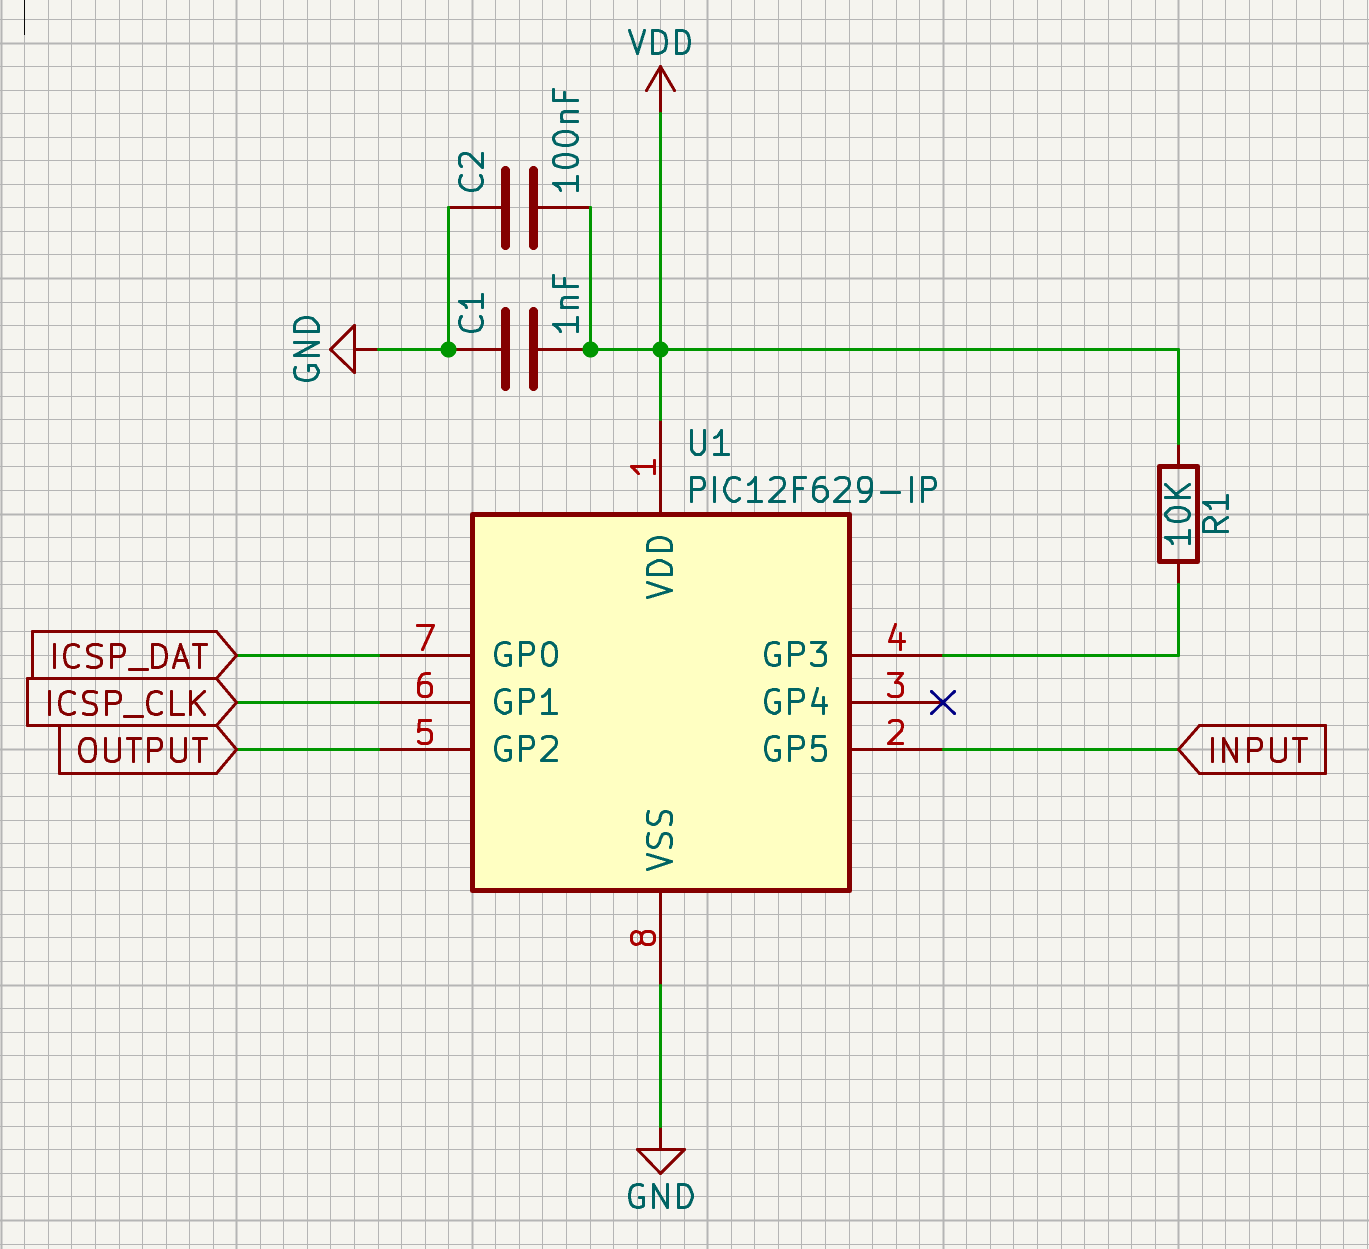 VDD
C2
100nF
C1
1nF
GND
U1
PIC12F629-IP
1
VDD
10K
R1
ICSP_DAT
7
GP0
GP3
4
ICSP_CLK
6
GP1
GP4
3
OUTPUT
5
GP2
GP5
2
INPUT
VSS
8
GND